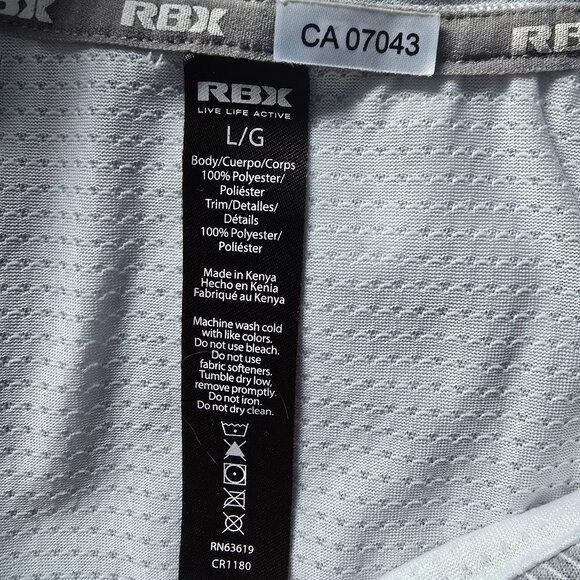 RBX
RBX
CA 07043
RBX
RBX
LIVE LIFE ACTIVE
L/G
Body/Cuerpo/Corps
100% Polyester/
Poliéster
Trim/Detalles/
Détails
100% Polyester/
Poliéster
Made in Kenya
Hecho en Kenia
Fabriqué au Kenya
Machine wash cold
with like colors.
Do not use bleach.
Do not use
fabric softeners.
Tumble dry low,
remove promptly.
Do not iron.
Do not dry clean.
RN63619
CR1180